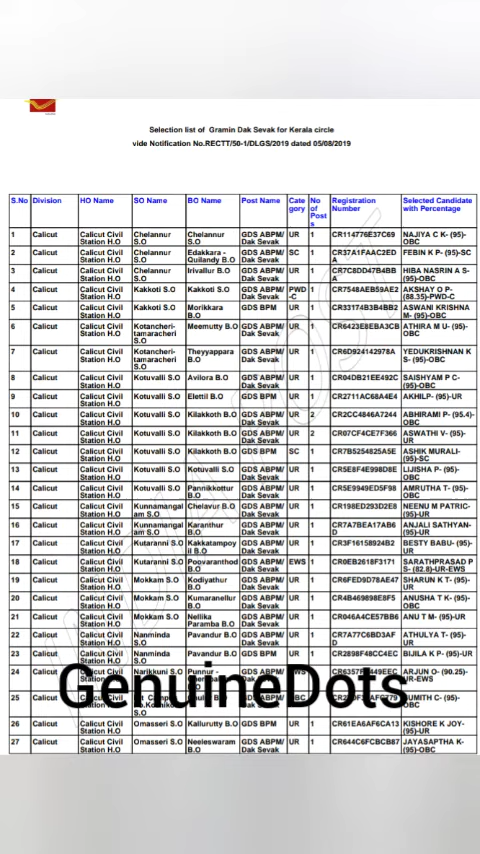 Selection list of Gramin Dak Sevak for Kerala circle
vide Notification No.RECTT/50-1/DLGS/2019 dated 05/08/2019
S.No Division HO Name SO Name BO Name Post Name Cate gory No of Post s Registration Number Selected Candidate with Percentage
1 Calicut Calicut Civil Station H.O Chelannur S.O Chelannur S.O GDS ABPM/ Dak Sevak UR 1 CR114776E37C69 NAJIYA C K- (95)-OBC
2 Calicut Calicut Civil Station H.O Chelannur S.O Edakkara - Quilandy B.O GDS ABPM/ Dak Sevak SC 1 CR37A1FAAC2ED A FEBIN K P- (95)-SC
3 Calicut Calicut Civil Station H.O Chelannur S.O Irivallur B.O GDS ABPM/ Dak Sevak UR 1 CR7C8DD47B4BB A HIBA NASRIN A S- (95)-OBC
4 Calicut Calicut Civil Station H.O Kakkoti S.O Kakkoti S.O GDS ABPM/ Dak Sevak PWD -C 1 CR7548AEB59AE2 AKSHAY O P- (88.35)-PWD-C
5 Calicut Calicut Civil Station H.O Kakkoti S.O Morikkara B.O GDS BPM UR 1 CR33174B3B4BB2 ASWANI KRISHNA M- (95)-OBC
6 Calicut Calicut Civil Station H.O Kotancheri-tamaracheri S.O Meemutty B.O GDS ABPM/ Dak Sevak UR 1 CR6423E8EBA3CB ATHIRA M U- (95)-OBC
7 Calicut Calicut Civil Station H.O Kotancheri-tamaracheri S.O Theyyappara B.O GDS ABPM/ Dak Sevak UR 1 CR6D924142978A YEDUKRISHNAN K S- (95)-OBC
8 Calicut Calicut Civil Station H.O Kotuvalli S.O Avilora B.O GDS ABPM/ Dak Sevak UR 1 CR04DB21EE492C SAISHYAM P C- (95)-OBC
9 Calicut Calicut Civil Station H.O Kotuvalli S.O Elettil B.O GDS BPM UR 1 CR2711AC68A4E4 AKHILP- (95)-UR
10 Calicut Calicut Civil Station H.O Kotuvalli S.O Kilakkoth B.O GDS ABPM/ Dak Sevak UR 2 CR2CC4846A7244 ABHIRAMI P- (95.4)-OBC
11 Calicut Calicut Civil Station H.O Kotuvalli S.O Kilakkoth B.O GDS ABPM/ Dak Sevak UR 2 CR07CF4CE7F366 ASWATHI V- (95)-UR
12 Calicut Calicut Civil Station H.O Kotuvalli S.O Kilakkoth B.O GDS BPM SC 1 CR7B5254825A5E ASHIK MURALI- (95)-SC
13 Calicut Calicut Civil Station H.O Kotuvalli S.O Kotuvalli S.O GDS ABPM/ Dak Sevak UR 1 CR5E8F4E998D8E LIJISHA P- (95)-OBC
14 Calicut Calicut Civil Station H.O Kotuvalli S.O Pannikkottur B.O GDS ABPM/ Dak Sevak UR 1 CR5E9949ED5F98 AMRUTHA T- (95)-OBC
15 Calicut Calicut Civil Station H.O Kunnamangal am S.O Chelavur B.O GDS ABPM/ Dak Sevak UR 1 CR198ED293D2E8 NEENU M PATRIC- (95)-UR
16 Calicut Calicut Civil Station H.O Kunnamangal am S.O Karanthur B.O GDS ABPM/ Dak Sevak UR 1 CR7A7BEA17AB6 D ANJALI SATHYAN- (95)-UR
17 Calicut Calicut Civil Station H.O Kutaranni S.O Kakkatampoy ii B.O GDS ABPM/ Dak Sevak UR 1 CR3F16158924B2 BESTY BABU- (95)-UR
18 Calicut Calicut Civil Station H.O Kutaranni S.O Poovaranthod B.O GDS ABPM/ Dak Sevak EWS 1 CR0EB2618F3171 SARATHPRASAD P S- (82.8)-UR-EWS
19 Calicut Calicut Civil Station H.O Mokkam S.O Kodiyathur B.O GDS ABPM/ Dak Sevak UR 1 CR6FED9D78AE47 SHARUN K T- (95)-UR
20 Calicut Calicut Civil Station H.O Mokkam S.O Kumaranellur B.O GDS ABPM/ Dak Sevak UR 1 CR4B469898E8F5 ANUSHA T K- (95)-OBC
21 Calicut Calicut Civil Station H.O Mokkam S.O Nellika Paramba B.O GDS ABPM/ Dak Sevak UR 1 CR046A4CE57BB6 ANU T M- (95)-UR
22 Calicut Calicut Civil Station H.O Nanminda S.O Pavandur B.O GDS ABPM/ Dak Sevak UR 1 CR7A77C6BD3AF D ATHULYA T- (95)-UR
23 Calicut Calicut Civil Station H.O Nanminda S.O Pavandur B.O GDS BPM UR 1 CR2898F48CC4EC BIJILA K P- (95)-UR
24 Calicut Calicut Civil Narikkuni S.O Punnur - GDS ABPM/ 1 ARJUN O- (90.25)-UR-EWS
GenuineDots
25 Calicut Calicut Civil S.O 1 SUMITH C- (95)-OBC
26 Calicut Calicut Civil Station H.O Omasseri S.O Kallurutty B.O GDS BPM UR 1 CR61EA6AF6CA13 KISHORE K JOY- (95)-UR
27 Calicut Calicut Civil Station H.O Omasseri S.O Neeleswaram B.O GDS ABPM/ Dak Sevak UR 1 CR644C6FCBCB87 JAYASAPTHA K- (95)-OBC